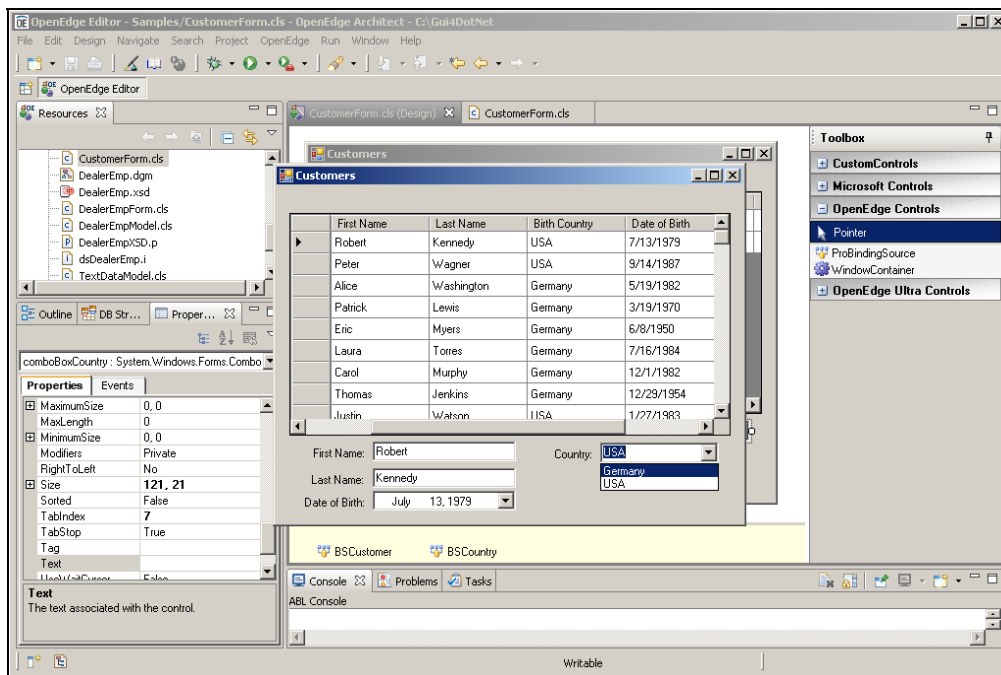 OpenEdge Editor - Samples/CustomerForm.cls - OpenEdge Architect - C:\Gui4DotNet
File Edit Design Navigate Search Project OpenEdge Run Window Help
OpenEdge Editor
Resources
CustomerForm.cls
DealerEmp.dgm
DealerEmp.xsd
DealerEmpForm.cls
DealerEmpModel.cls
DealerEmpXSD.p
dsDealerEmp.i
TextDataModel.cls
Outline DB Str... Proper...
comboBoxCountry : System.Windows.Forms.Combo
Properties Events
MaximumSize 0, 0
MaxLength 0
MinimumSize 0, 0
Modifiers Private
RightToLeft No
Size 121, 21
Sorted False
TabIndex 7
TabStop True
Tag
Text
UseWaitCursor False
Text
The text associated with the control.
CustomerForm.cls (Design) CustomerForm.cls
Customers
Customers
First Name Last Name Birth Country Date of Birth
Robert Kennedy USA 7/13/1979
Peter Wagner USA 9/14/1987
Alice Washington Germany 5/19/1982
Patrick Lewis Germany 3/19/1970
Eric Myers Germany 6/8/1950
Laura Torres Germany 7/16/1984
Carol Murphy Germany 12/1/1982
Thomas Jenkins Germany 12/29/1954
Justin Watson USA 1/27/1983
First Name: Robert Country: USA
Germany
USA
Last Name: Kennedy
Date of Birth: July 13, 1979
BSCustomer BSCountry
Toolbox
CustomControls
Microsoft Controls
OpenEdge Controls
Pointer
ProBindingSource
WindowContainer
OpenEdge Ultra Controls
Console Problems Tasks
ABL Console
Writable